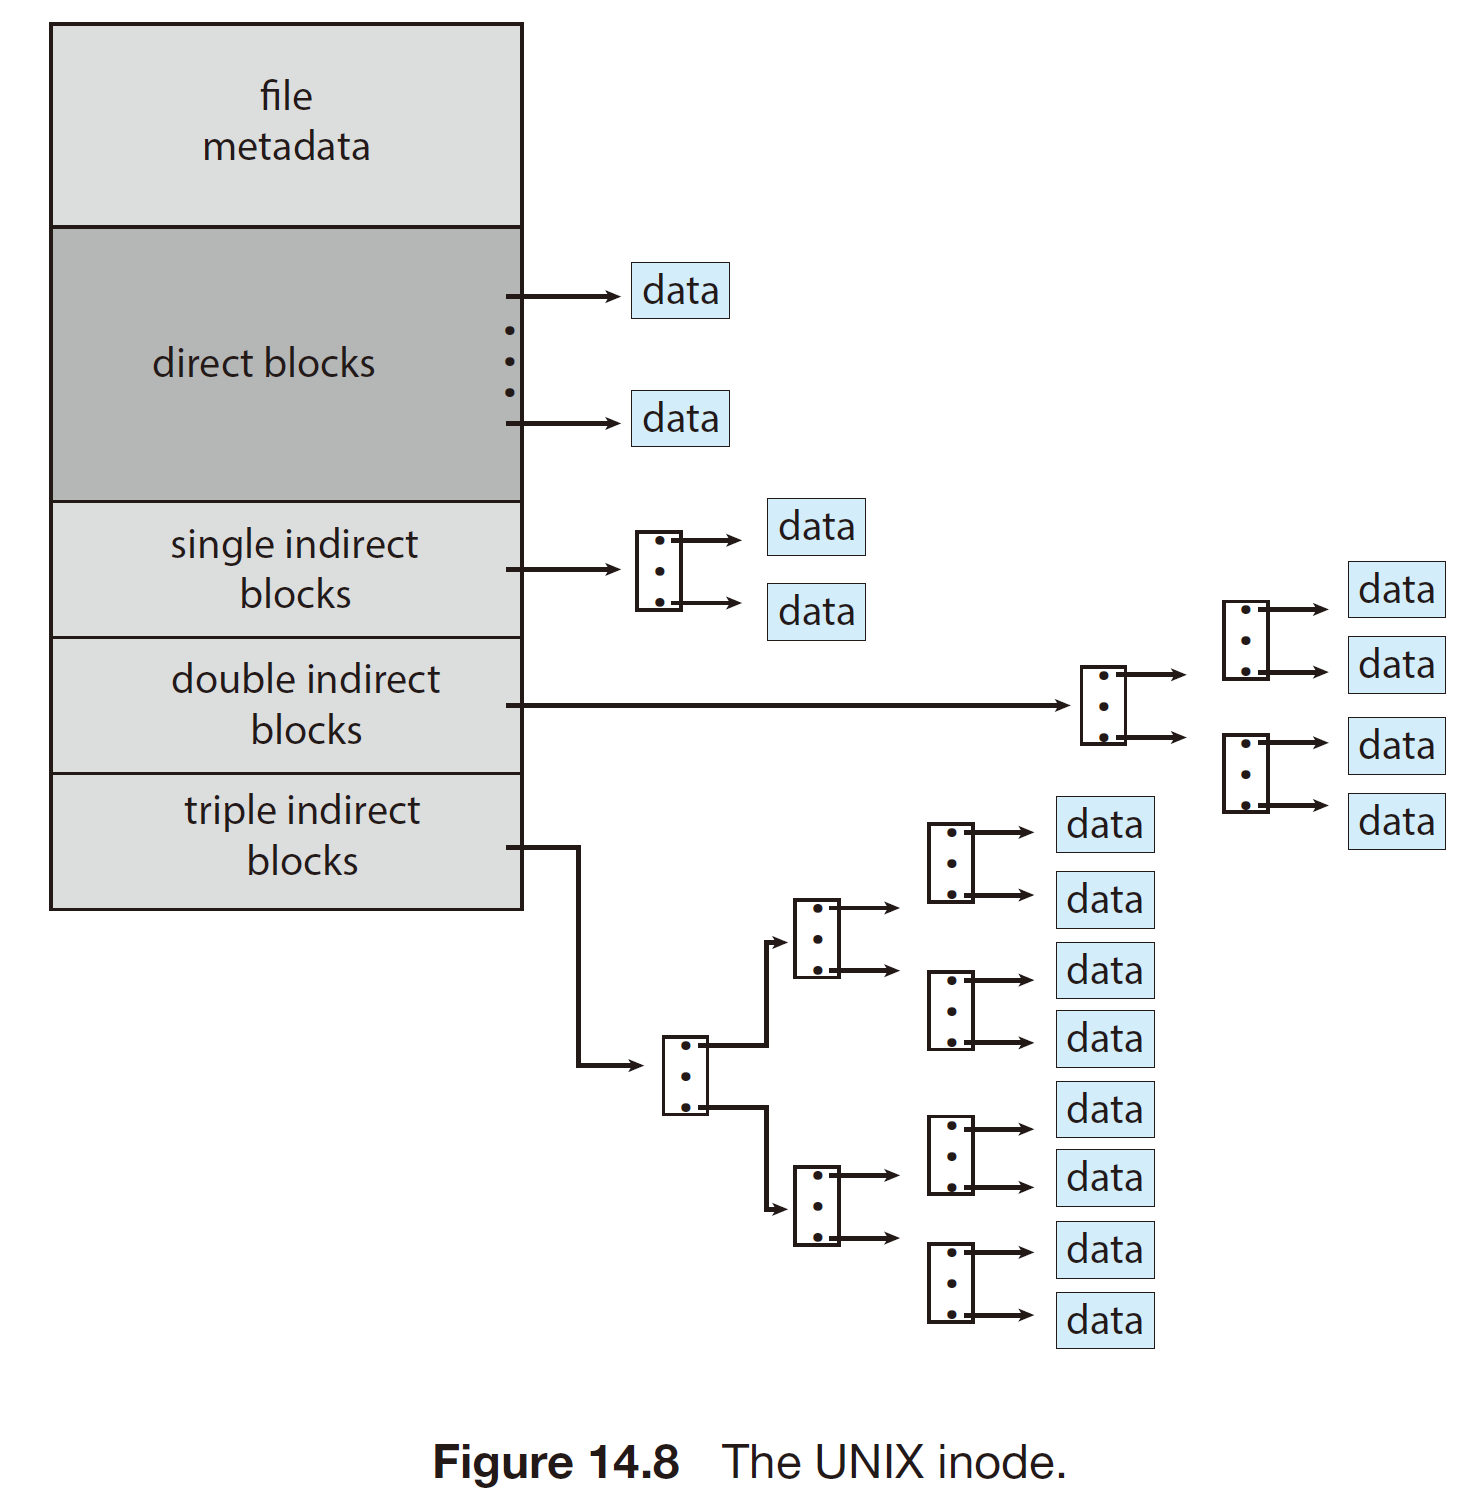 file
metadata
direct blocks
data
data
single indirect
blocks
data
data
double indirect
blocks
data
data
data
data
triple indirect
blocks
data
data
data
data
data
data
data
data
Figure 14.8 The UNIX inode.